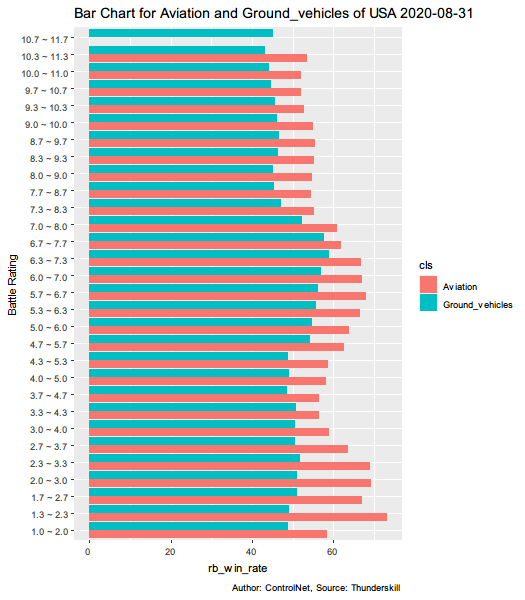 Bar Chart for Aviation and Ground_vehicles of USA 2020-08-31
10.7 ~ 11.7
10.3 ~ 11.3
10.0 ~ 11.0
9.7 ~ 10.7
9.3 ~ 10.3
9.0 ~ 10.0
8.7 ~ 9.7
8.3 ~ 9.3
8.0 ~ 9.0
7.7 ~ 8.7
7.3 ~ 8.3
7.0 ~ 8.0
6.7 ~ 7.7
6.3 ~ 7.3
6.0 ~ 7.0
5.7 ~ 6.7
5.3 ~ 6.3
5.0 ~ 6.0
4.7 ~ 5.7
4.3 ~ 5.3
4.0 ~ 5.0
3.7 ~ 4.7
3.3 ~ 4.3
3.0 ~ 4.0
2.7 ~ 3.7
2.3 ~ 3.3
2.0 ~ 3.0
1.7 ~ 2.7
1.3 ~ 2.3
1.0 ~ 2.0
Battle Rating
0 20 40 60
rb_win_rate
cls
Aviation
Ground_vehicles
Author: ControlNet, Source: Thunderskill